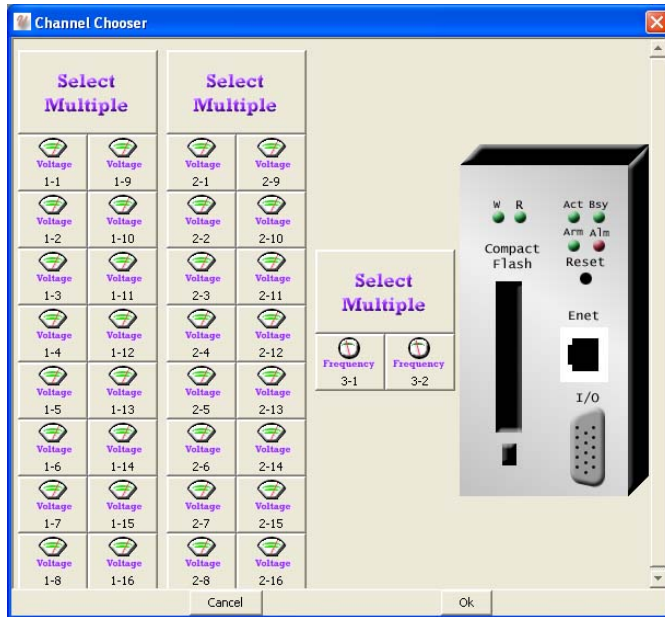 Channel Chooser
Select
Multiple
Select
Multiple
Voltage Voltage Voltage Voltage
1-1 1-9 2-1 2-9
Voltage Voltage Voltage Voltage
1-2 1-10 2-2 2-10
Voltage Voltage Voltage Voltage
1-3 1-11 2-3 2-11
Voltage Voltage Voltage Voltage
1-4 1-12 2-4 2-12
Voltage Voltage Voltage Voltage
1-5 1-13 2-5 2-13
Voltage Voltage Voltage Voltage
1-6 1-14 2-6 2-14
Voltage Voltage Voltage Voltage
1-7 1-15 2-7 2-15
Voltage Voltage Voltage Voltage
1-8 1-16 2-8 2-16
Select
Multiple
Frequency Frequency
3-1 3-2
W R Act Bsy
Arm Alm
Compact
Flash
Reset
Enet
I/O
Cancel Ok